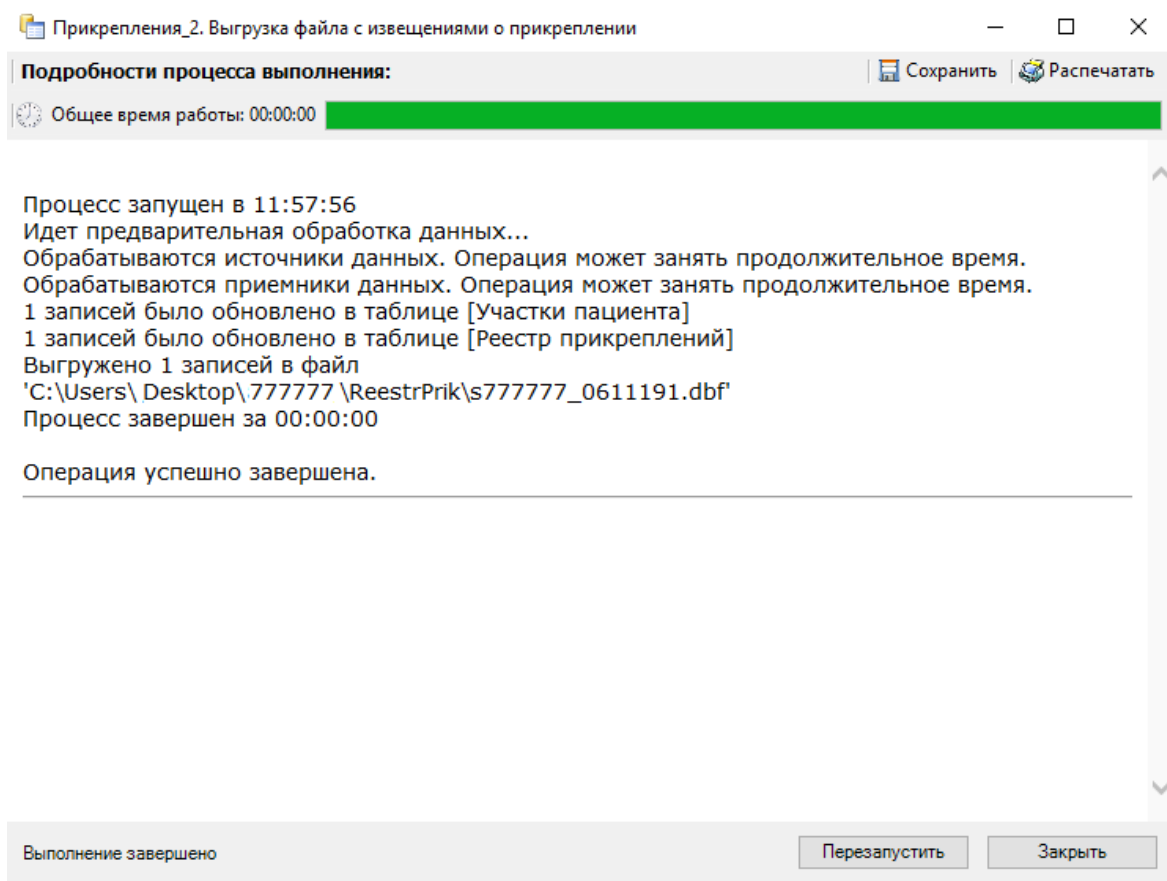 Прикрепления_2. Выгрузка файла с извещениями о прикреплении
Подробности процесса выполнения:
Сохранить
Распечатать
Общее время работы: 00:00:00
Процесс запущен в 11:57:56
Идет предварительная обработка данных...
Обрабатываются источники данных. Операция может занять продолжительное время.
Обрабатываются приемники данных. Операция может занять продолжительное время.
1 записей было обновлено в таблице [Участки пациента]
1 записей было обновлено в таблице [Реестр прикреплений]
Выгружено 1 записей в файл
'C:\Users\ Desktop\ 777777 \ReestrPrik\s777777_0611191.dbf'
Процесс завершен за 00:00:00
Операция успешно завершена.
Выполнение завершено
Перезапустить
Закрыть